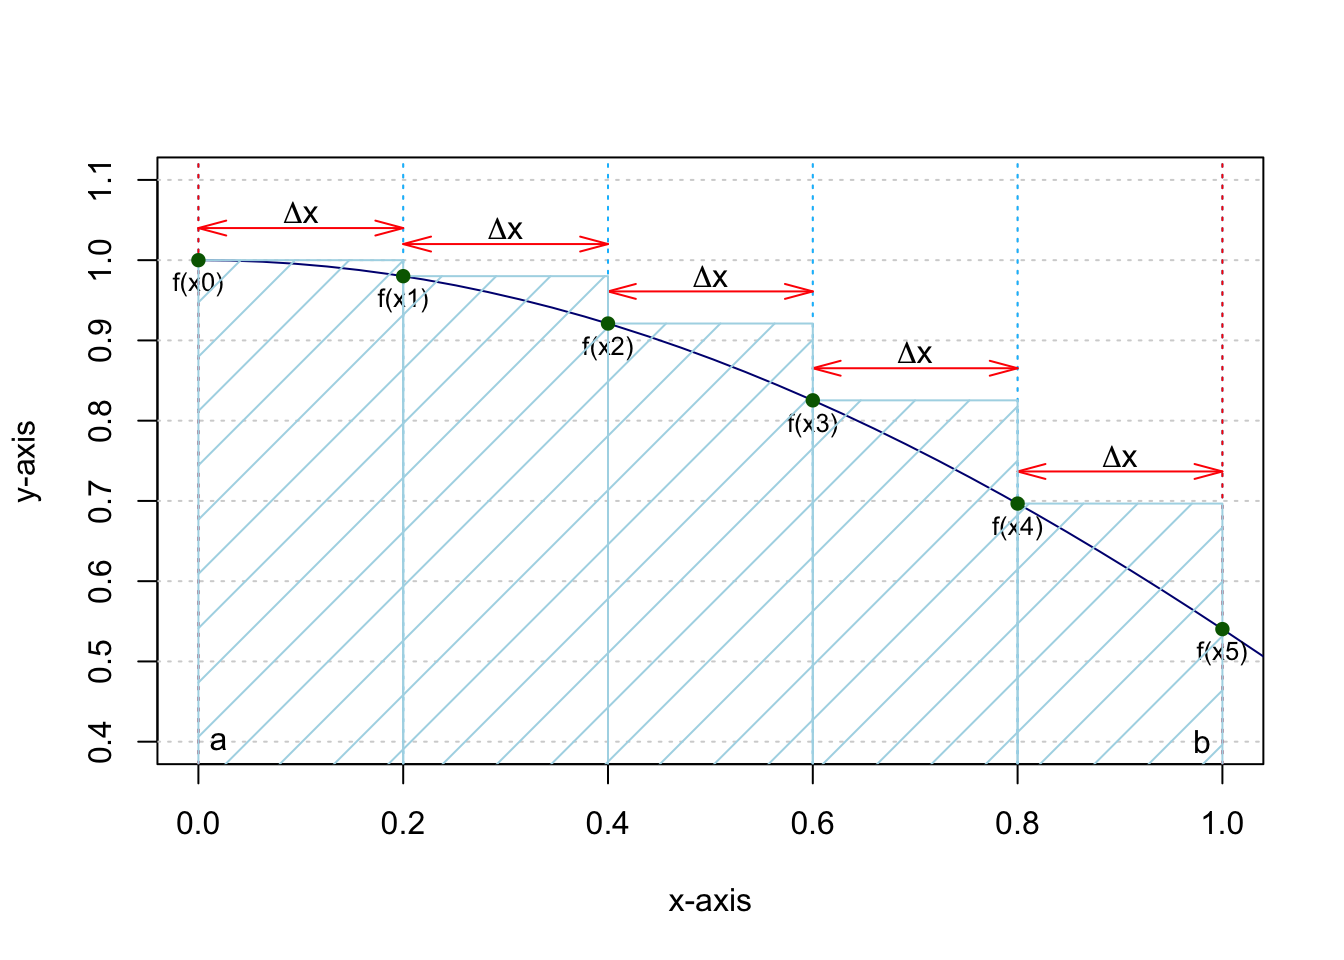 1.1
Δx
Δx
1.0
f(x0)
f(x1)
Δx
0.9
f(x2)
Δx
0.8
f(x3)
y-axis
Δx
0.7
f(x4)
0.6
0.5
f(x5)
0.4
a
b
0.0 0.2 0.4 0.6 0.8 1.0
x-axis